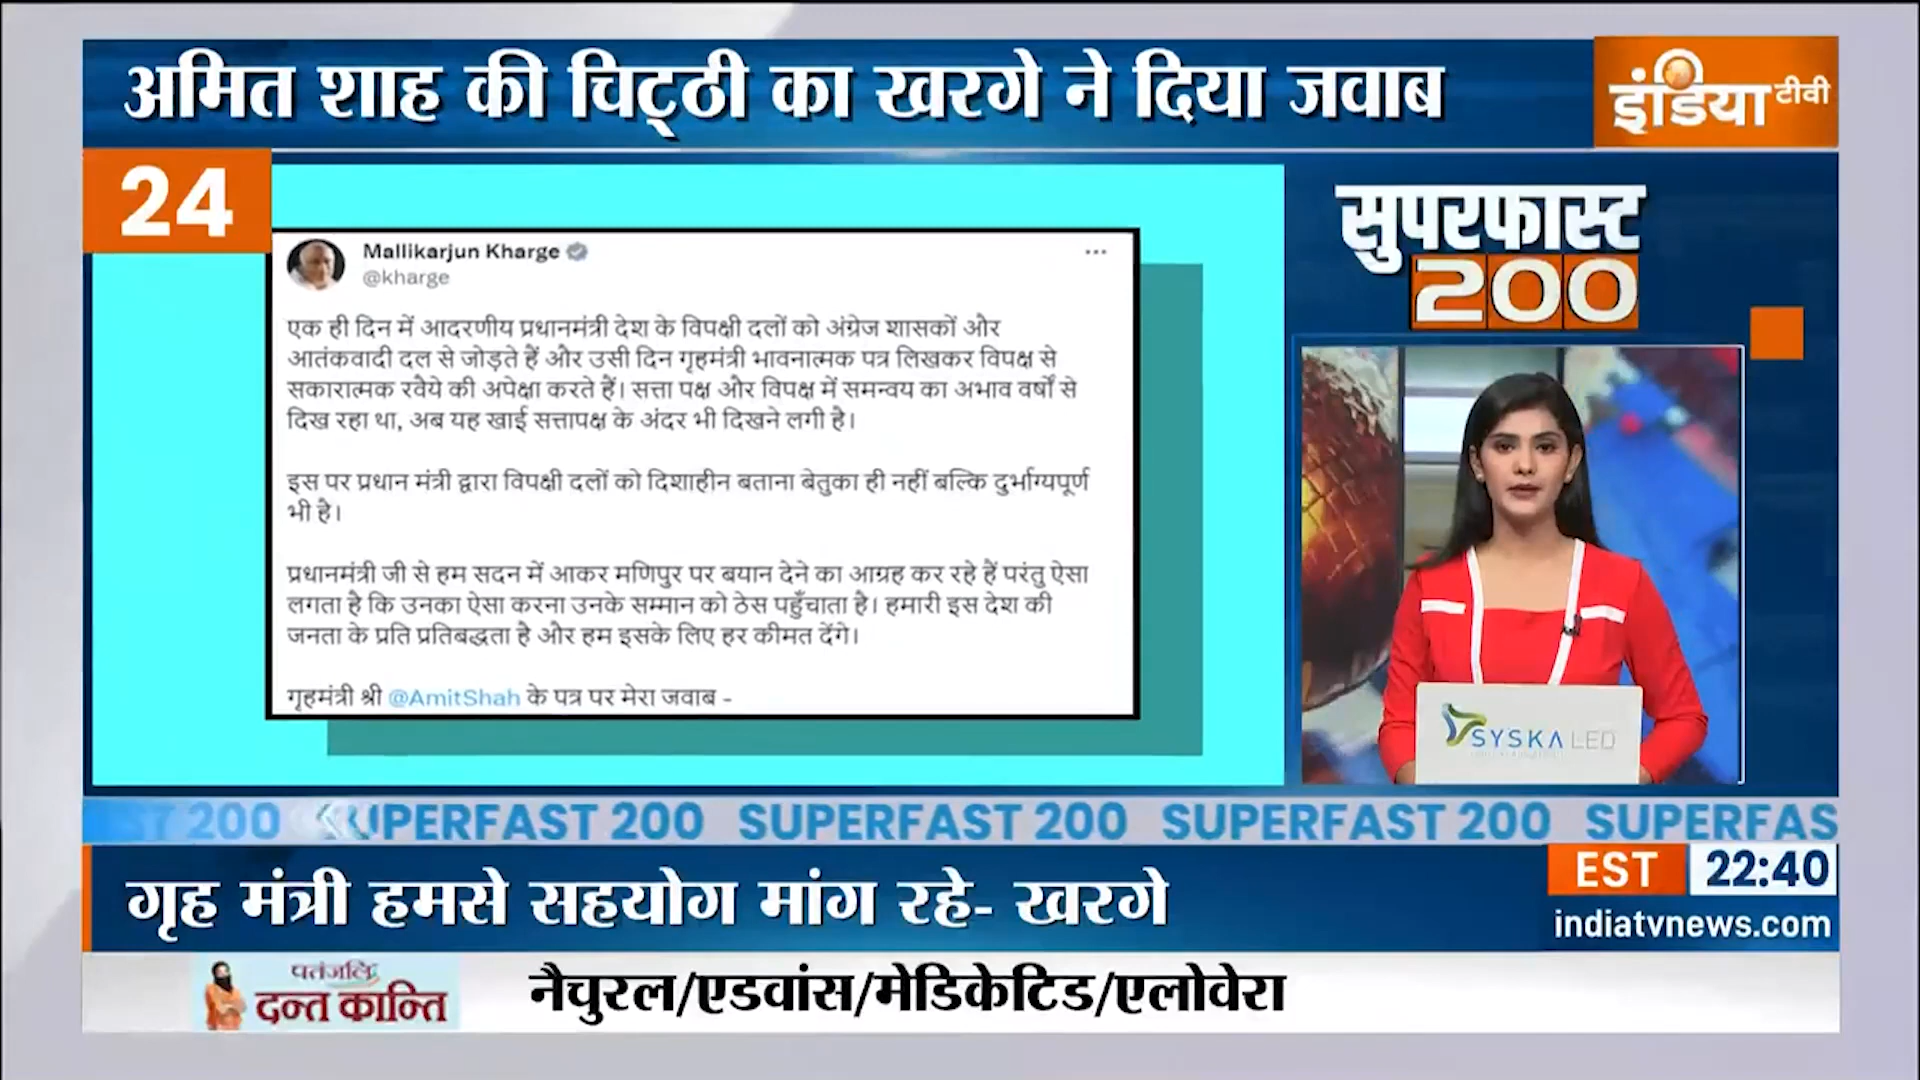 अमित शाह की चिट्ठी का खरगे ने दिया जवाब
इंडिया टीवी
24
सुपरफास्ट
200
Mallikarjun Kharge
@kharge
एक ही दिन में आदरणीय प्रधानमंत्री देश के विपक्षी दलों को अंग्रेज शासकों और
आतंकवादी दल से जोड़ते हैं और उसी दिन गृहमंत्री भावनात्मक पत्र लिखकर विपक्ष से
सकारात्मक रवैये की अपेक्षा करते हैं। सत्ता पक्ष और विपक्ष में समन्वय का अभाव वर्षों से
दिख रहा था, अब यह खाई सत्तापक्ष के अंदर भी दिखने लगी है।
इस पर प्रधान मंत्री द्वारा विपक्षी दलों को दिशाहीन बताना बेतुका ही नहीं बल्कि दुर्भाग्यपूर्ण
भी है।
प्रधानमंत्री जी से हम सदन में आकर मणिपुर पर बयान देने का आग्रह कर रहे हैं परंतु ऐसा
लगता है कि उनका ऐसा करना उनके सम्मान को ठेस पहुँचाता है। हमारी इस देश की
जनता के प्रति प्रतिबद्धता है और हम इसके लिए हर कीमत देंगे।
गृहमंत्री श्री @AmitShah के पत्र पर मेरा जवाब -
SYSKA LED
ST 200 UPERFAST 200 SUPERFAST 200 SUPERFAST 200 SUPERFAS
गृह मंत्री हमसे सहयोग मांग रहे- खरगे
EST 22:40
indiatvnews.com
पतंजलि
दन्त कान्ति
नैचुरल/एडवांस/मेडिकेटिड/एलोवेरा